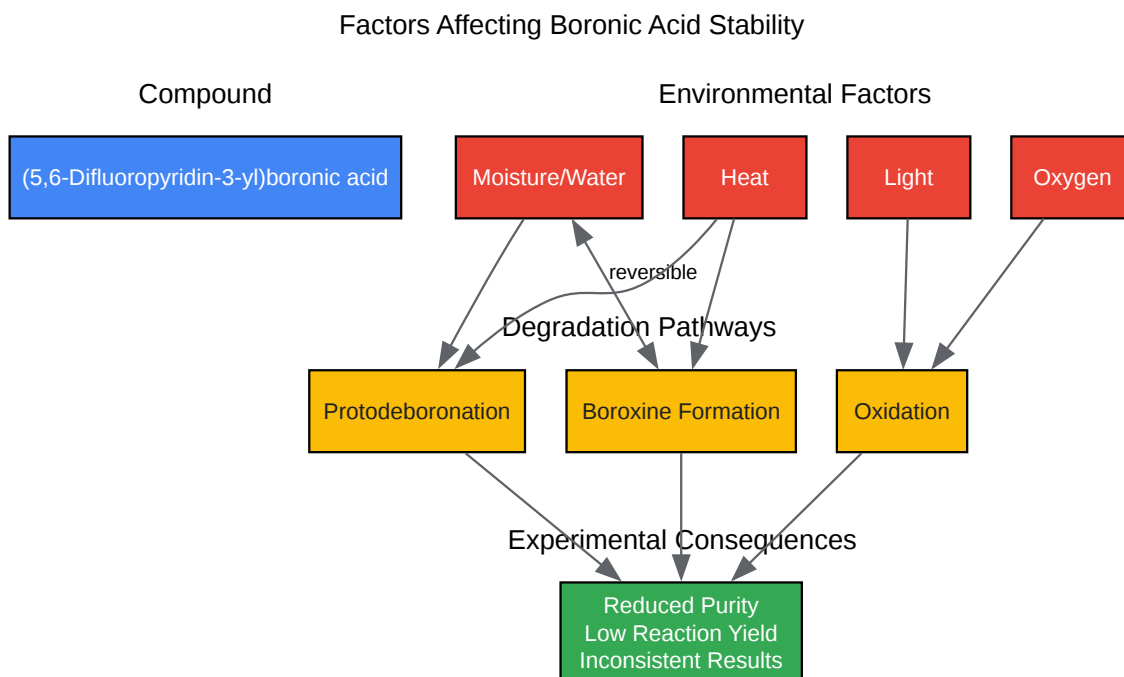 Factors Affecting Boronic Acid Stability
Compound
Environmental Factors
(5,6-Difluoropyridin-3-yl)boronic acid
Moisture/Water
Heat
Light
Oxygen
reversible
Degradation Pathways
Protodeboronation
Boroxine Formation
Oxidation
Experimental Consequences
Reduced Purity
Low Reaction Yield
Inconsistent Results